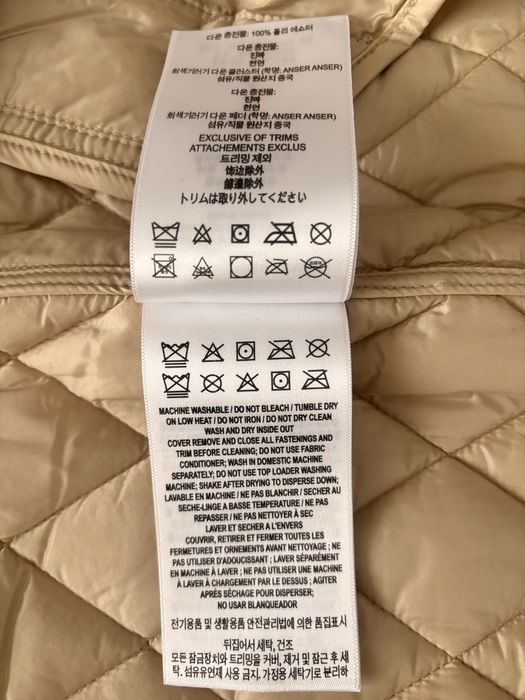 다운 충전물: 100% 폴리 에스터
다운 충전물:
진짜
천연
회색기러기 다운 클러스터 (학명: ANSER ANSER)
섬유/직물 원산지 중국
다운 충전물:
진짜
천연
회색기러기 다운 페더 (학명: ANSER ANSER)
섬유/직물 원산지 중국
EXCLUSIVE OF TRIMS
ATTACHEMENTS EXCLUS
트리밍 제외
饰边除外
鑲邊除外
トリムは取り外してください
MACHINE WASHABLE / DO NOT BLEACH / TUMBLE DRY
ON LOW HEAT / DO NOT IRON / DO NOT DRY CLEAN
WASH AND DRY INSIDE OUT
COVER REMOVE AND CLOSE ALL FASTENINGS AND
TRIM BEFORE CLEANING; DO NOT USE FABRIC
CONDITIONER; WASH IN DOMESTIC MACHINE
SEPARATELY; DO NOT USE TOP LOADER WASHING
MACHINE; SHAKE AFTER DRYING TO DISPERSE DOWN;
LAVABLE EN MACHINE / NE PAS BLANCHIR / SECHER AU
SECHE-LINGE A BASSE TEMPERATURE / NE PAS
REPASSER / NE PAS NETTOYER À SEC
LAVER ET SECHER A L'ENVERS
COUVRIR, RETIRER ET FERMER TOUTES LES
FERMETURES ET ORNEMENTS AVANT NETTOYAGE ; NE
PAS UTILISER D'ADOUCISSANT ; LAVER SÉPARÉMENT
EN MACHINE À LAVER ; NE PAS UTILISER UNE MACHINE
À LAVER À CHARGEMENT PAR LE DESSUS ; AGITER
APRÈS SÉCHAGE POUR DISPERSER;
NO USAR BLANQUEADOR
전기용품 및 생활용품 안전관리법에 의한 품질표시
뒤집어서 세탁, 건조
모든 잠금장치와 트리밍을 커버, 제거 및 잠근 후 세
탁. 섬유유연제 사용 금지. 가정용 세탁기로 분리하